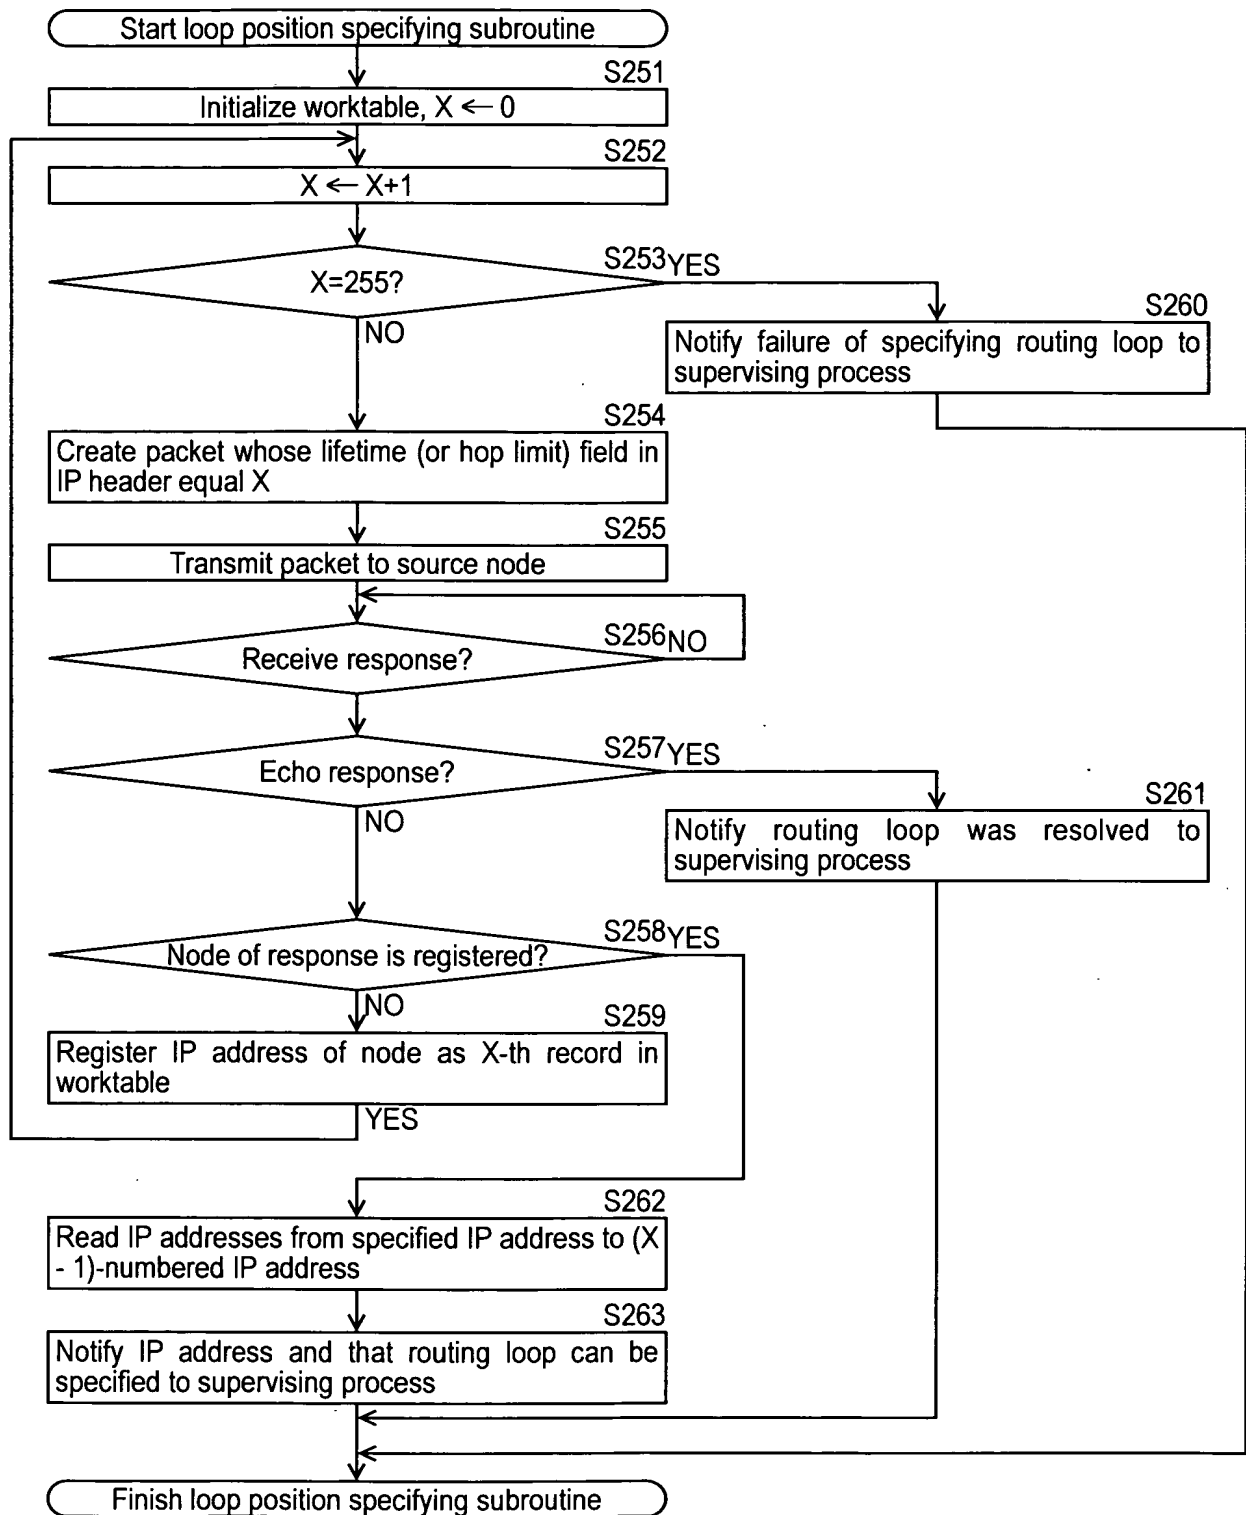 Start loop position specifying subroutine
S251
Initialize worktable, X ← 0
S252
X ← X+1
S253
YES
X=255?
NO
S260
Notify failure of specifying routing loop to
supervising process
S254
Create packet whose lifetime (or hop limit) field in
IP header equal X
S255
Transmit packet to source node
S256
NO
Receive response?
S257
YES
Echo response?
NO
S261
Notify routing loop was resolved to
supervising process
S258
YES
Node of response is registered?
NO
S259
Register IP address of node as X-th record in
worktable
YES
S262
Read IP addresses from specified IP address to (X
- 1)-numbered IP address
S263
Notify IP address and that routing loop can be
specified to supervising process
Finish loop position specifying subroutine